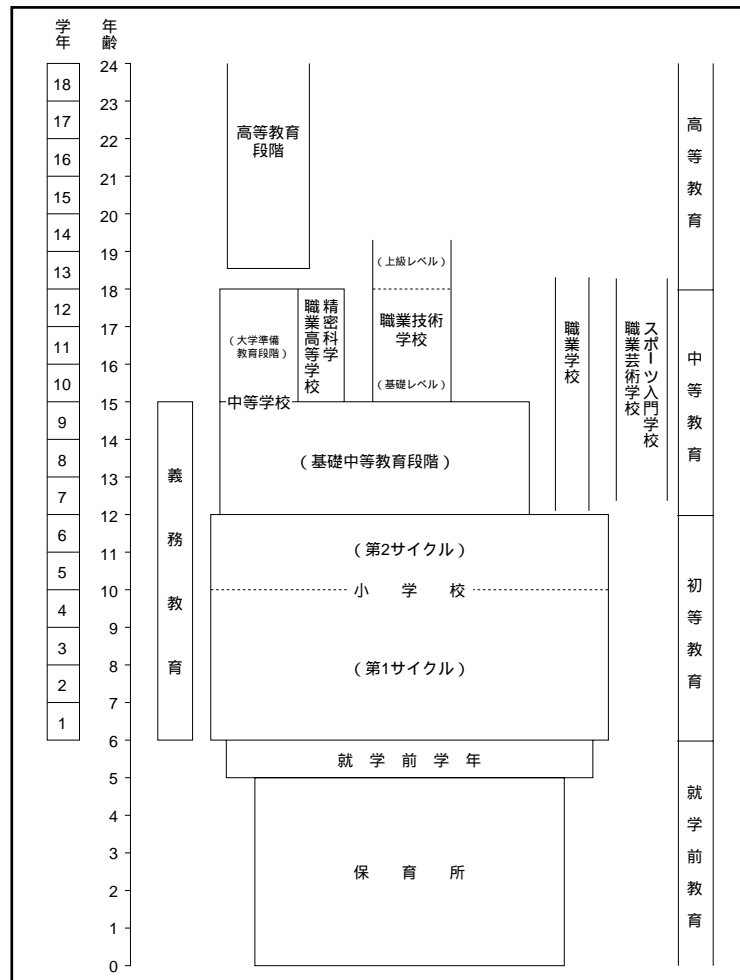 学年
年齢
24
23
22
21
20
19
18
17
16
15
14
13
12
11
10
9
8
7
6
5
4
3
2
1
0
18
17
16
15
14
13
12
11
10
9
8
7
6
5
4
3
2
1
義務教育
高等教育
段階
(上級レベル)
職業技術
学校
(基礎レベル)
(大学準備
教育段階)
精密科学
職業高等学校
中等学校
(基礎中等教育段階)
職業学校
スポーツ入門学校
職業芸術学校
(第2サイクル)
小学校
(第1サイクル)
就学前学年
保育所
高等教育
中等教育
初等教育
就学前教育